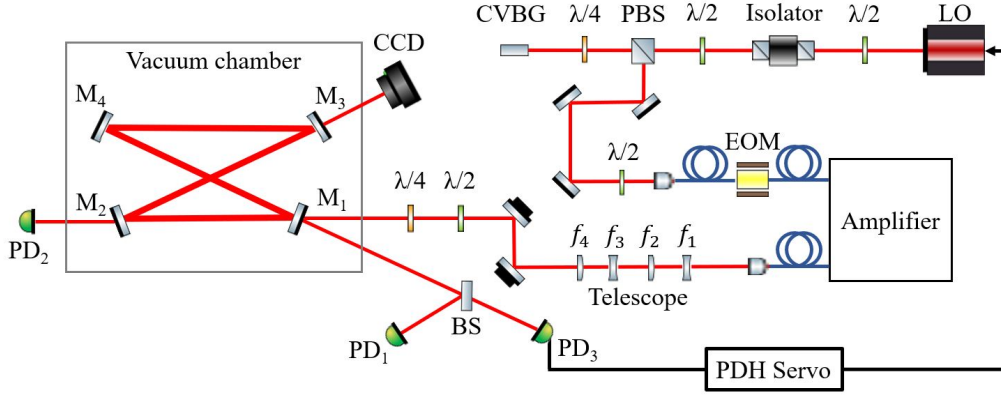 CVBG
λ/4
PBS
λ/2
Isolator
λ/2
LO
Vacuum chamber
CCD
M₄
M₃
M₂
M₁
PD₂
λ/4
λ/2
λ/2
EOM
Amplifier
f₄
f₃
f₂
f₁
Telescope
BS
PD₁
PD₃
PDH Servo